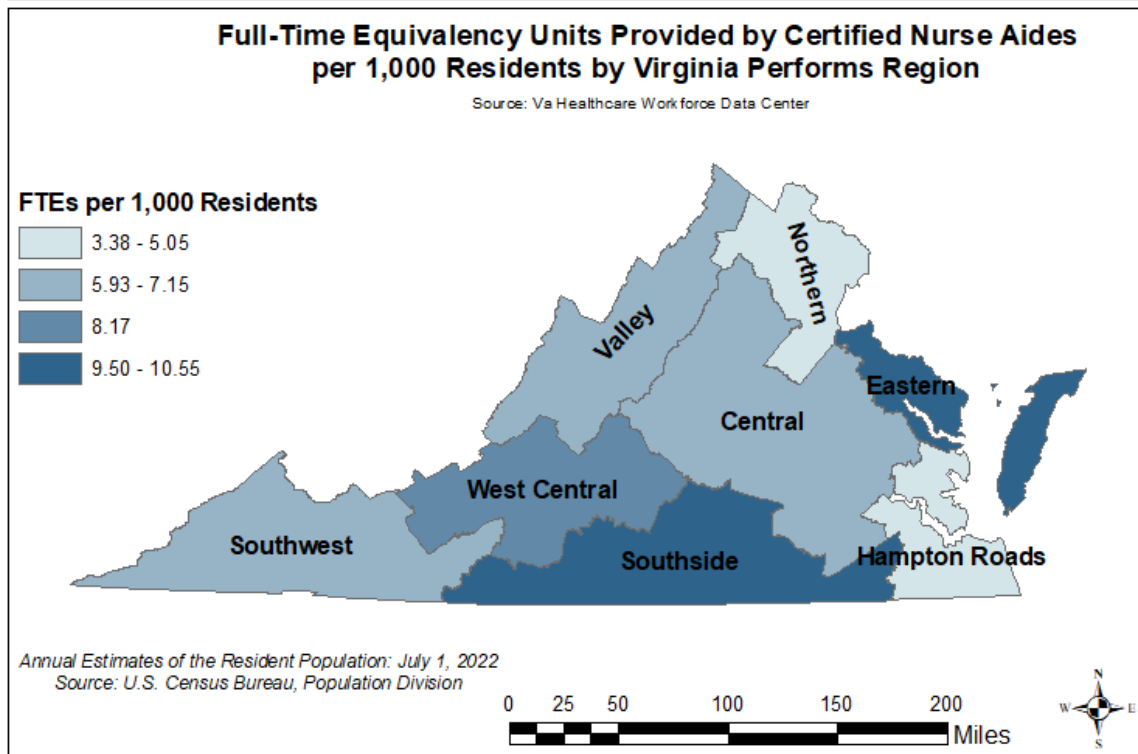 Full-Time Equivalency Units Provided by Certified Nurse Aides
per 1,000 Residents by Virginia Performs Region
Source: Va Healthcare Workforce Data Center
FTEs per 1,000 Residents
3.38 - 5.05
5.93 - 7.15
8.17
9.50 - 10.55
Northern
Valley
Eastern
Central
West Central
Southwest
Southside
Hampton Roads
Annual Estimates of the Resident Population: July 1, 2022
Source: U.S. Census Bureau, Population Division
0 25 50 100 150 200
Miles
N
W E
S